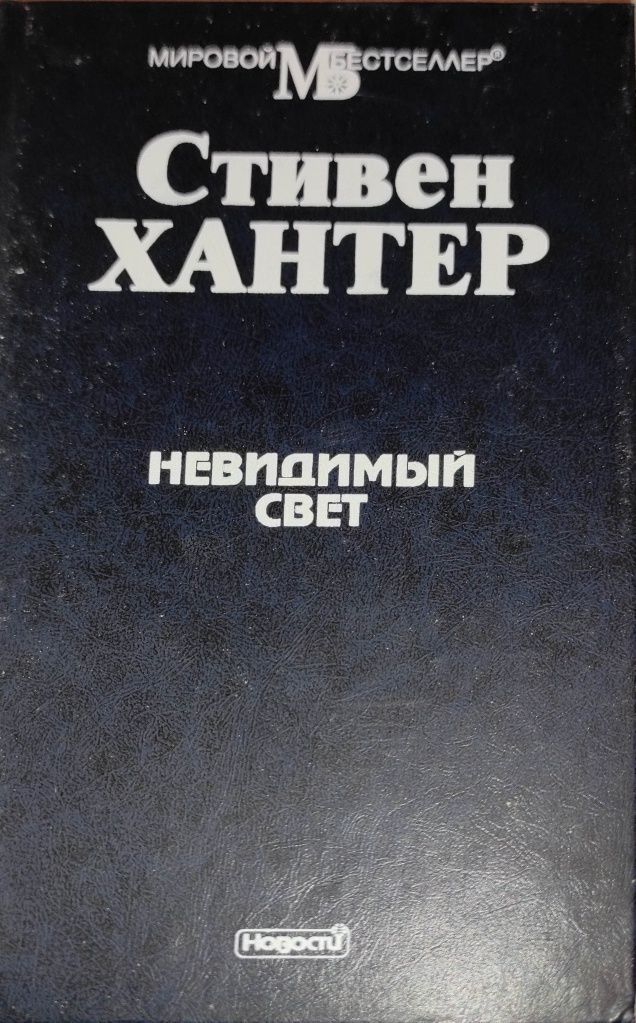 МИРОВОЙ МБ БЕСТСЕЛЛЕР®
Стивен
ХАНТЕР
НЕВИДИМЫЙ
СВЕТ
Новости